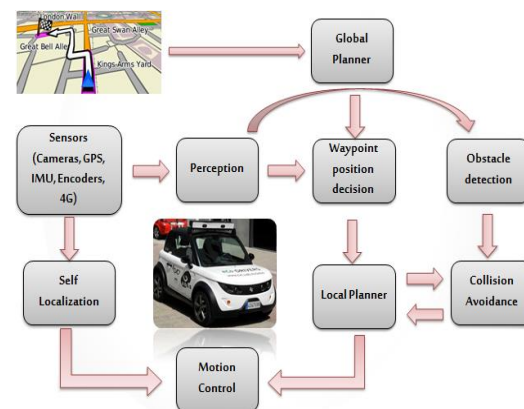 London Wall
Great Swan Alley
Great Bell Alle
Kings Arms Yard
Global
Planner
Sensors
(Cameras, GPS,
IMU, Encoders,
4G)
Perception
Waypoint
position
decision
Obstacle
detection
Self
Localization
Local Planner
Collision
Avoidance
Motion
Control